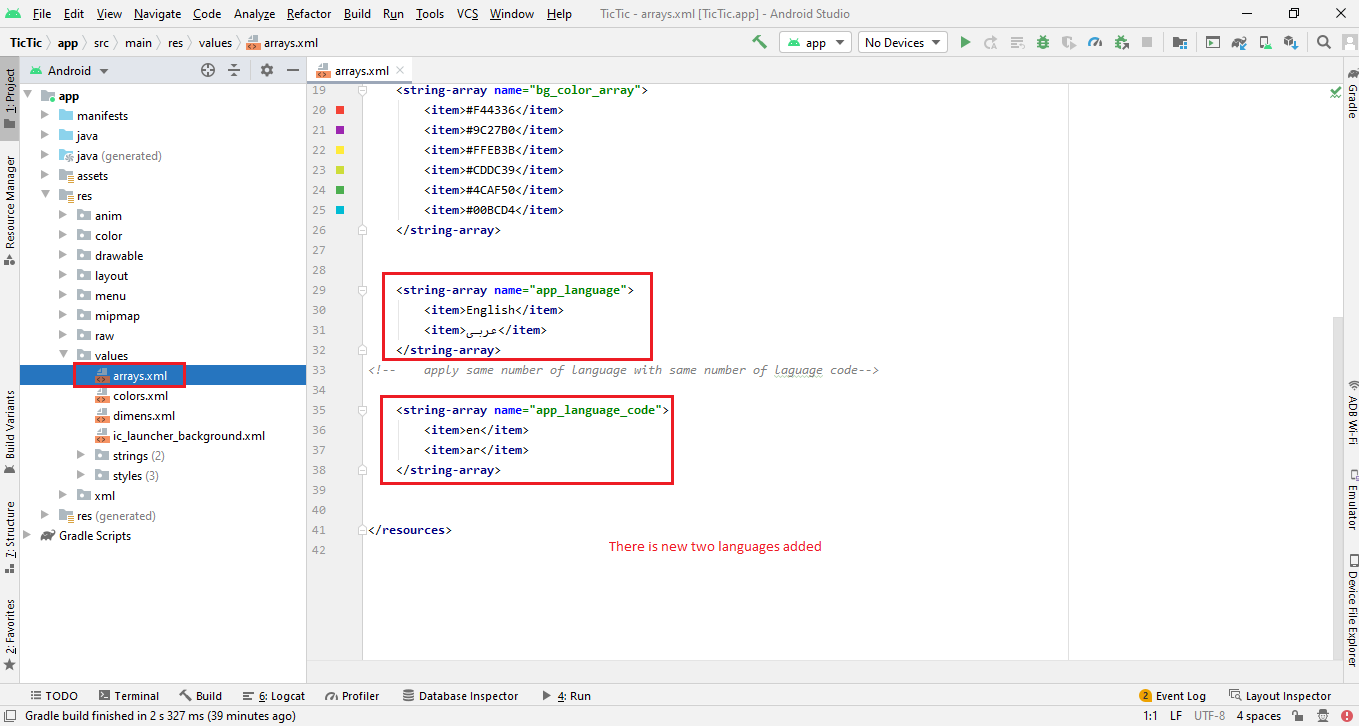 File Edit View Navigate Code Analyze Refactor Build Run Tools VCS Window Help TicTic - arrays.xml [TicTic.app] - Android Studio
TicTic app src main res values arrays.xml app No Devices
1: Project
Resource Manager
Build Variants
7: Structure
2: Favorites
Android
app
manifests
java
java (generated)
assets
res
anim
color
drawable
layout
menu
mipmap
raw
values
arrays.xml
colors.xml
dimens.xml
ic_launcher_background.xml
strings (2)
styles (3)
xml
res (generated)
Gradle Scripts
arrays.xml
19 <string-array name="bg_color_array">
20 <item>#F44336</item>
21 <item>#9C27B0</item>
22 <item>#FFEB3B</item>
23 <item>#CDDC39</item>
24 <item>#4CAF50</item>
25 <item>#00BCD4</item>
26 </string-array>
27
28
29 <string-array name="app_language">
30 <item>English</item>
31 <item>عربی</item>
32 </string-array>
33 <!-- apply same number of language with same number of laguage code-->
34
35 <string-array name="app_language_code">
36 <item>en</item>
37 <item>ar</item>
38 </string-array>
39
40
41 </resources>
42
There is new two languages added
Gradle
ADB Wi-Fi
Emulator
Device File Explorer
TODO Terminal Build 6: Logcat Profiler Database Inspector 4: Run 2 Event Log Layout Inspector
Gradle build finished in 2 s 327 ms (39 minutes ago) 1:1 LF UTF-8 4 spaces